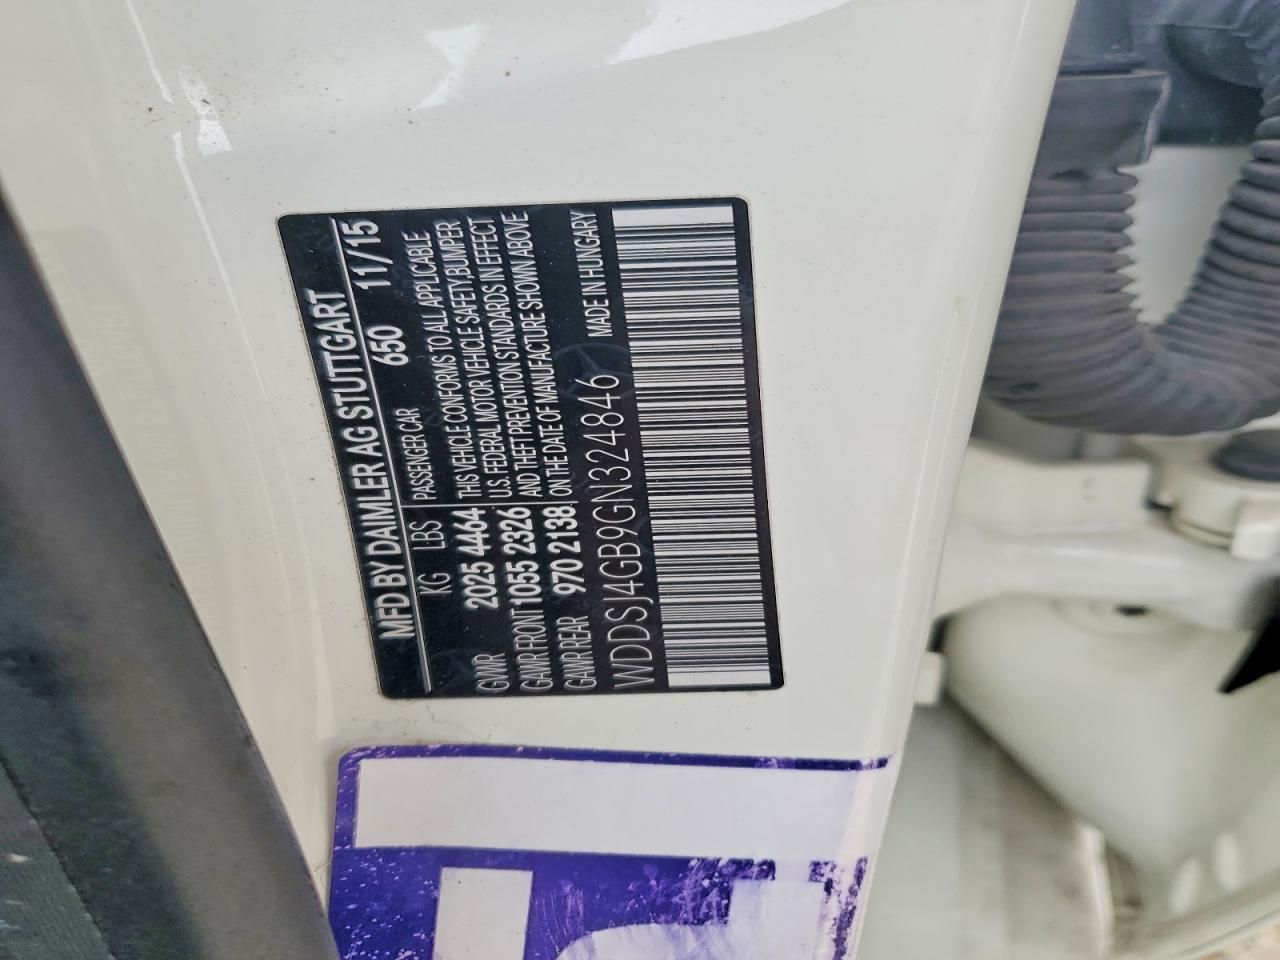 MFD BY DAIMLER AG STUTTGART
KG LBS PASSENGER CAR 650 11/15
GVWR 2025 4464 THIS VEHICLE CONFORMS TO ALL APPLICABLE
GAWR FRONT 1055 2326 U.S. FEDERAL MOTOR VEHICLE SAFETY,BUMPER
GAWR REAR 970 2138 AND THEFT PREVENTION STANDARDS IN EFFECT
ON THE DATE OF MANUFACTURE SHOWN ABOVE
WDDSJ4GB9GN324846 MADE IN HUNGARY